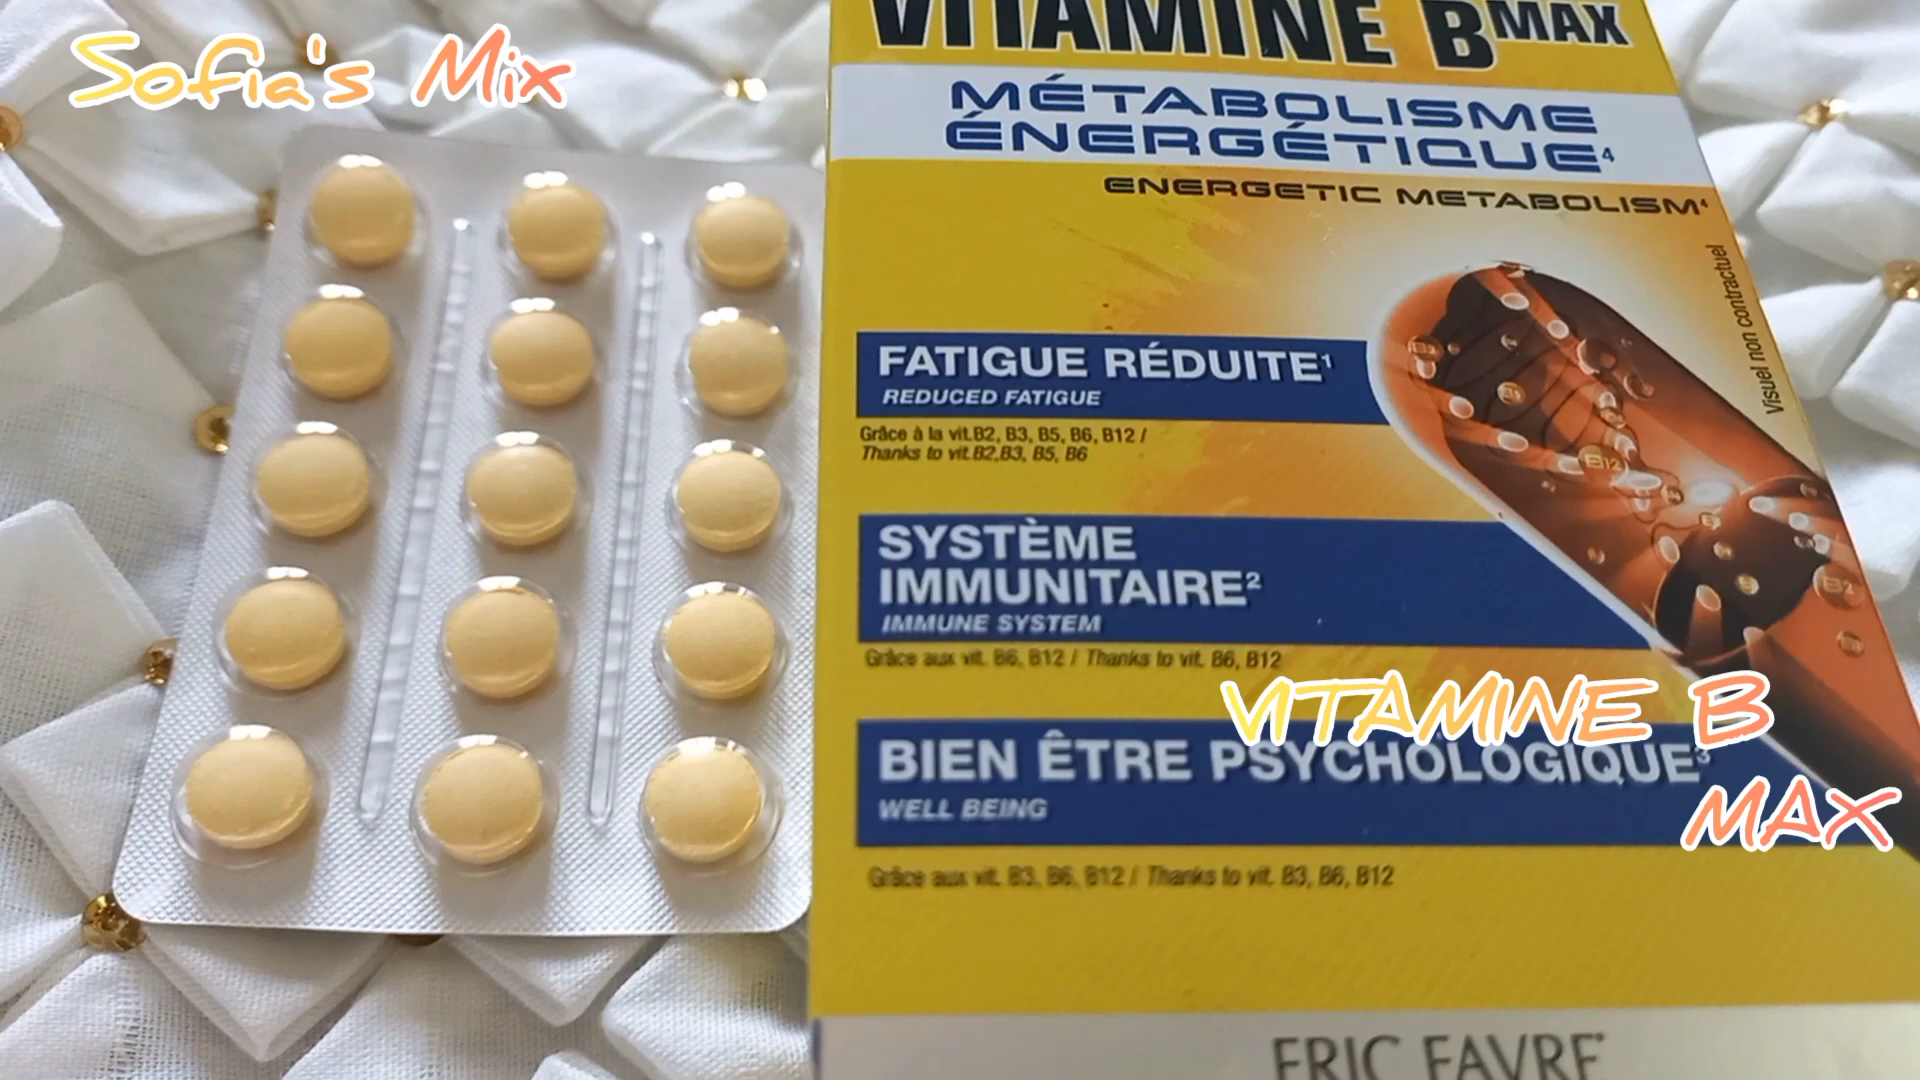 Sofia's Mix
VITAMINE B MAX
MÉTABOLISME
ÉNERGÉTIQUE⁴
ENERGETIC METABOLISM⁴
Visuel non contractuel
FATIGUE RÉDUITE¹
REDUCED FATIGUE
Grâce à la vit.B2, B3, B5, B6, B12 /
Thanks to vit.B2,B3, B5, B6
B12
SYSTÈME
IMMUNITAIRE²
IMMUNE SYSTEM
Grâce aux vit. B6, B12 / Thanks to vit. B6, B12
VITAMINE B
MAX
BIEN ÊTRE PSYCHOLOGIQUE³
WELL BEING
Grâce aux vit. B3, B6, B12 / Thanks to vit. B3, B6, B12
ERIC FAVRE